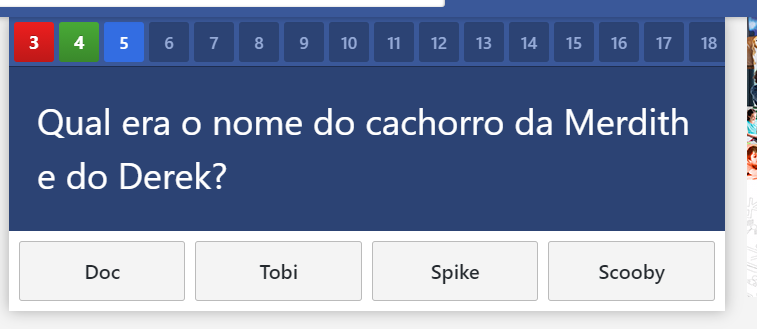 3 4 5 6 7 8 9 10 11 12 13 14 15 16 17 18
Qual era o nome do cachorro da Merdith
e do Derek?
Doc Tobi Spike Scooby